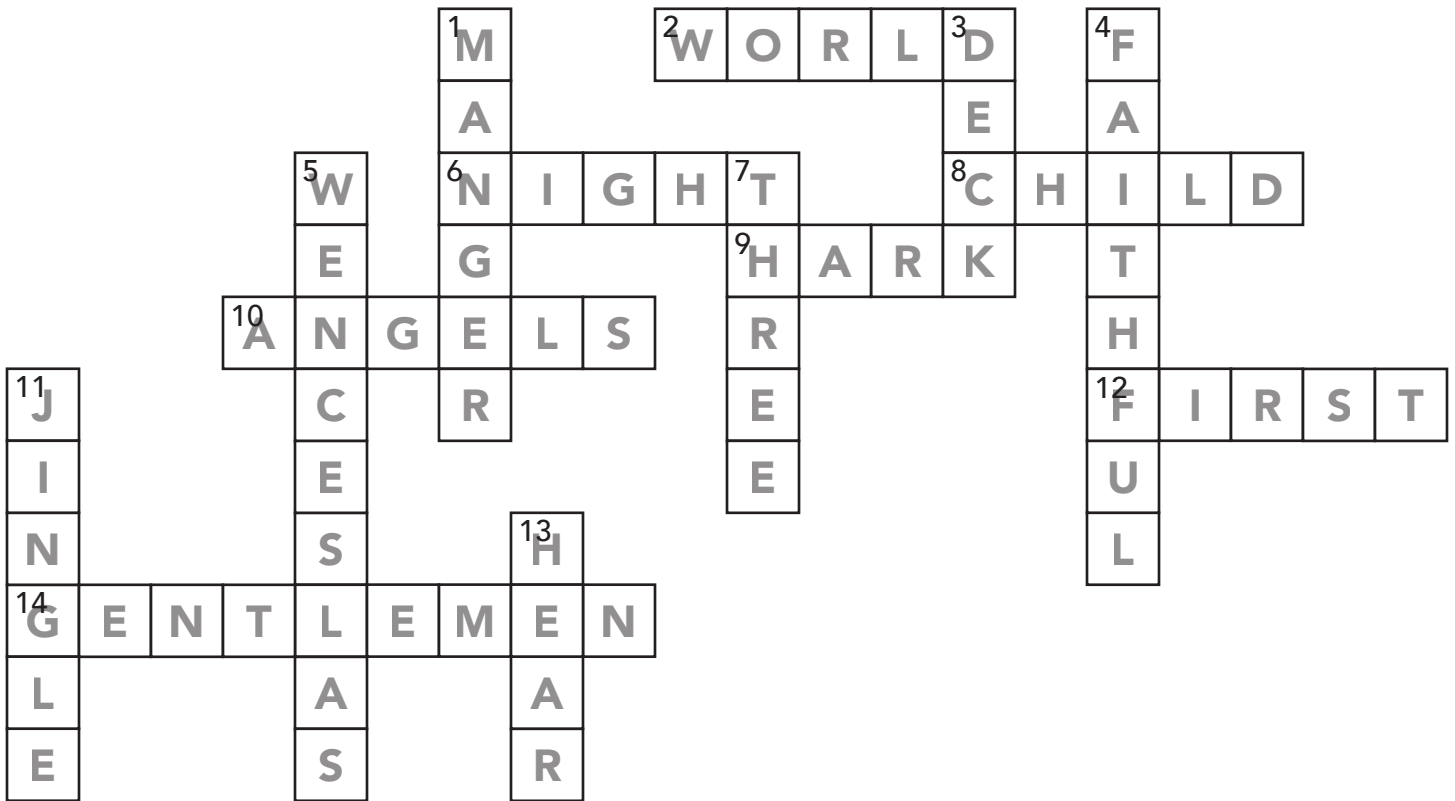 1 M 2 W O R L 3 D 4 F
A E A
5 W 6 N I G H 7 T 8 C H I L D
E G 9 H A R K T
10 A N G E L S R H
11 J C R E 12 F I R S T
I E E U
N S 13 H L
14 G E N T L E M E N
L A A
E S R